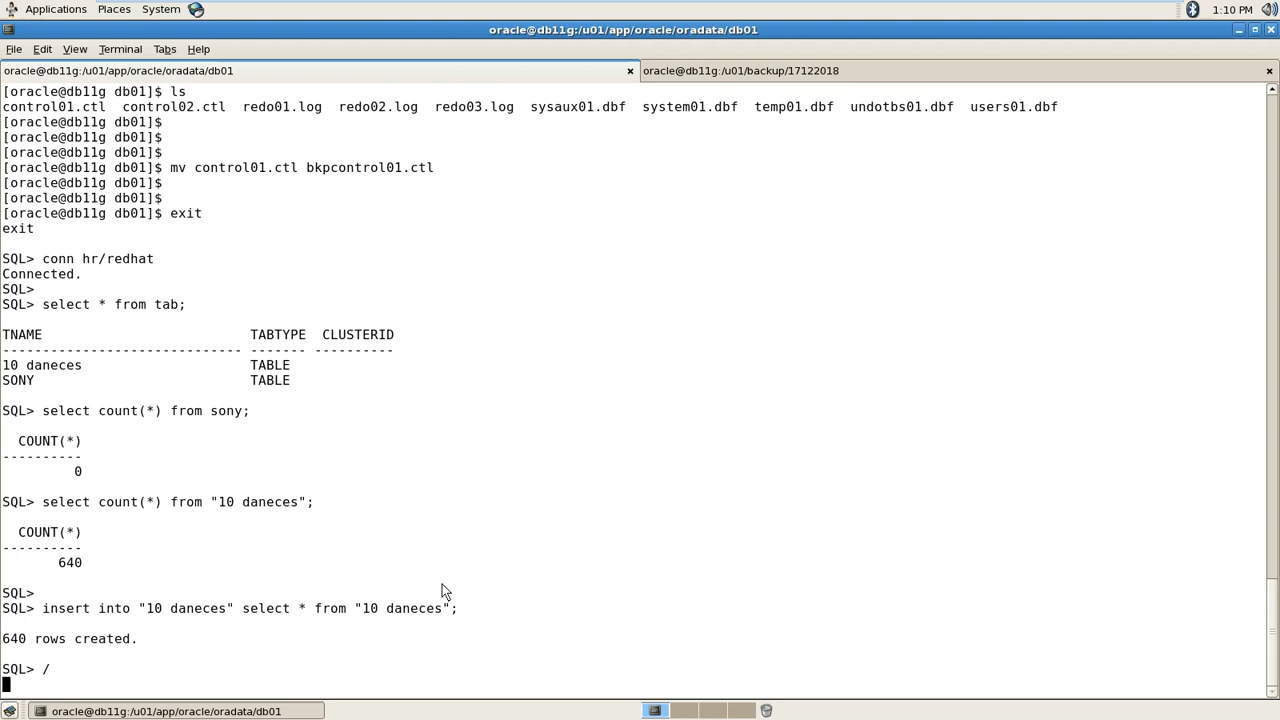 Applications Places System 1:10 PM
oracle@db11g:/u01/app/oracle/oradata/db01
File Edit View Terminal Tabs Help
oracle@db11g:/u01/app/oracle/oradata/db01 oracle@db11g:/u01/backup/17122018
[oracle@db11g db01]$ ls
control01.ctl control02.ctl redo01.log redo02.log redo03.log sysaux01.dbf system01.dbf temp01.dbf undotbs01.dbf users01.dbf
[oracle@db11g db01]$
[oracle@db11g db01]$
[oracle@db11g db01]$
[oracle@db11g db01]$ mv control01.ctl bkpcontrol01.ctl
[oracle@db11g db01]$
[oracle@db11g db01]$
[oracle@db11g db01]$ exit
exit
SQL> conn hr/redhat
Connected.
SQL>
SQL> select * from tab;
TNAME TABTYPE CLUSTERID
------------------------------ ------- ----------
10 daneces TABLE
SONY TABLE
SQL> select count(*) from sony;
COUNT(*)
----------
0
SQL> select count(*) from "10 daneces";
COUNT(*)
----------
640
SQL>
SQL> insert into "10 daneces" select * from "10 daneces";
640 rows created.
SQL> /
oracle@db11g:/u01/app/oracle/oradata/db01